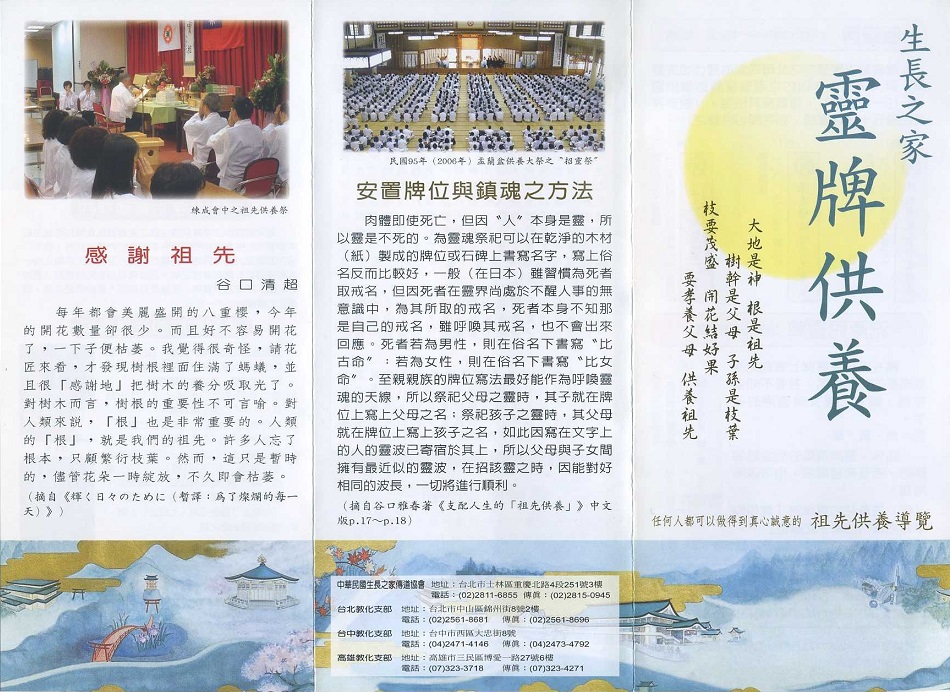 練成會中之祖先供養祭
感謝祖先
谷口清超
每年都會美麗盛開的八重櫻，今年
的開花數量卻很少。而且好不容易開花
了，一下子便枯萎。我覺得很奇怪，請花
匠來看，才發現樹根裡面住滿了螞蟻，並
且很「感謝地」把樹木的養分吸取光了。
對樹木而言，樹根的重要性不可言喻。對
人類來說，「根」也是非常重要的。人類
的「根」，就是我們的祖先。許多人忘了
根本，只顧繁衍枝葉。然而，這只是暫時
的，儘管花朵一時綻放，不久即會枯萎。
（摘自《輝く日々のために（暫譯：為了燦爛的每一
天）》）
民國95年（2006年）盂蘭盆供養大祭之〝招靈祭〞
安置牌位與鎮魂之方法
肉體即使死亡，但因〝人〞本身是靈，所
以靈是不死的。為靈魂祭祀可以在乾淨的木材
（紙）製成的牌位或石碑上書寫名字，寫上俗
名反而比較好，一般（在日本）雖習慣為死者
取戒名，但因死者在靈界尚處於不醒人事的無
意識中，為其所取的戒名，死者本身不知那
是自己的戒名，雖呼喚其戒名，也不會出來
回應。死者若為男性，則在俗名下書寫〝比
古命〞：若為女性，則在俗名下書寫〝比女
命〞。至親親族的牌位寫法最好能作為呼喚靈
魂的天線，所以祭祀父母之靈時，其子就在牌
位上寫上父母之名；祭祀孩子之靈時，其父母
就在牌位上寫上孩子之名，如此因寫在文字上
的人的靈波已寄宿於其上，所以父母與子女間
擁有最近似的靈波，在招該靈之時，因能對好
相同的波長，一切將進行順利。
（摘自谷口雅春著《支配人生的「祖先供養」》中文
版p.17～p.18）
中華民國生長之家傳道協會 地址：台北市士林區重慶北路4段251號3樓
電話：(02)2811-6855 傳真：(02)2815-0945
台北教化支部 地址：台北市中山區錦州街8號2樓
電話：(02)2561-8681 傳真：(02)2561-8696
台中教化支部 地址：台中市西區大忠街8號
電話：(04)2471-4146 傳真：(04)2473-4792
高雄教化支部 地址：高雄市三民區博愛一路27號6樓
電話：(07)323-3718 傳真：(07)323-4271
生長之家
靈牌供養
大地是神 根是祖先
樹幹是父母 子孫是枝葉
枝要茂盛 開花結好果
要孝養父母 供養祖先
任何人都可以做得到真心誠意的 祖先供養導覽